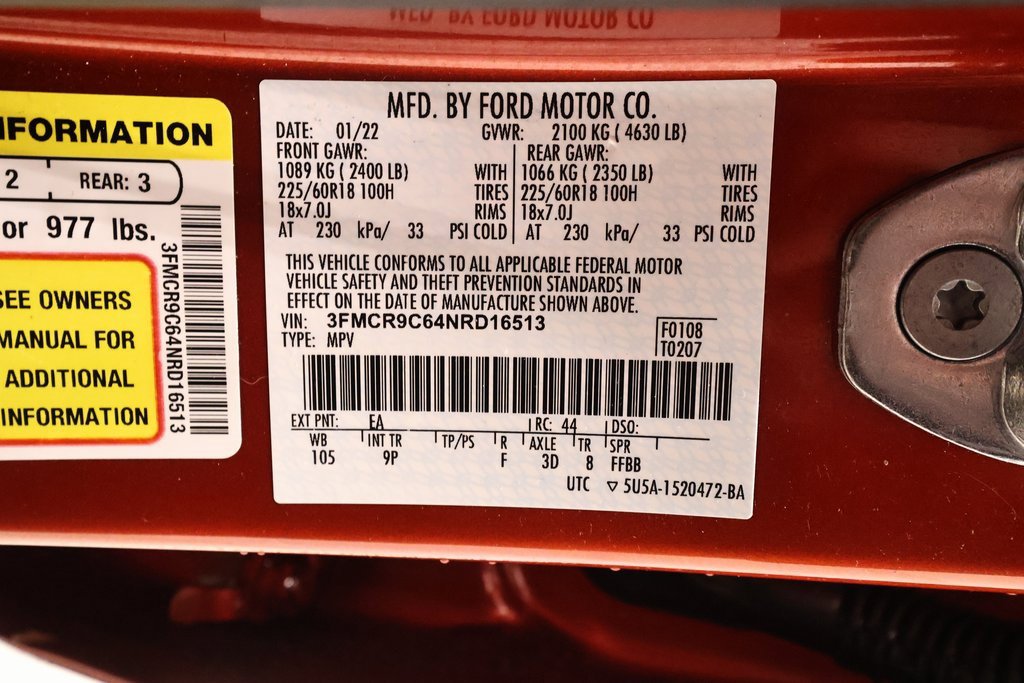 WED. BY FORD MOTOR CO
INFORMATION
2 REAR: 3
or 977 lbs.
SEE OWNERS
MANUAL FOR
ADDITIONAL
INFORMATION
3FMCR9C64NRD16513
MFD. BY FORD MOTOR CO.
DATE: 01/22 GVWR: 2100 KG ( 4630 LB)
FRONT GAWR: REAR GAWR:
1089 KG ( 2400 LB) WITH 1066 KG ( 2350 LB) WITH
225/60R18 100H TIRES 225/60R18 100H TIRES
18x7.0J RIMS 18x7.0J RIMS
AT 230 kPa/ 33 PSI COLD AT 230 kPa/ 33 PSI COLD
THIS VEHICLE CONFORMS TO ALL APPLICABLE FEDERAL MOTOR
VEHICLE SAFETY AND THEFT PREVENTION STANDARDS IN
EFFECT ON THE DATE OF MANUFACTURE SHOWN ABOVE.
VIN: 3FMCR9C64NRD16513
TYPE: MPV
F0108
T0207
EXT PNT: EA RC: 44 DSO:
WB INT TR TP/PS R AXLE TR SPR
105 9P F 3D 8 FFBB
UTC ▽ 5U5A-1520472-BA